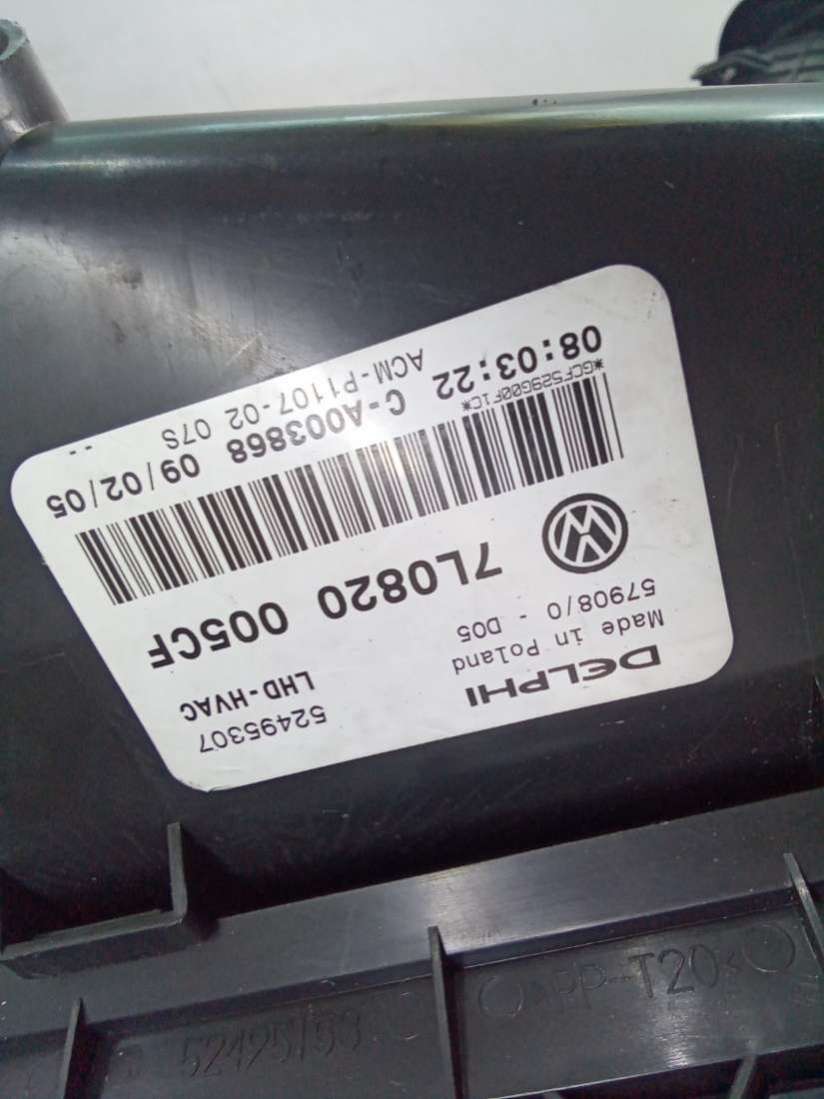 DELPHI
52495307
Made in Poland
LHD-HVAC
57908/0 - D05
7L0820 005CF
*GCF529G00F1C*
08:03:22 C-A003868 09/02/05
ACM-P1107-02 07S
PP-T20